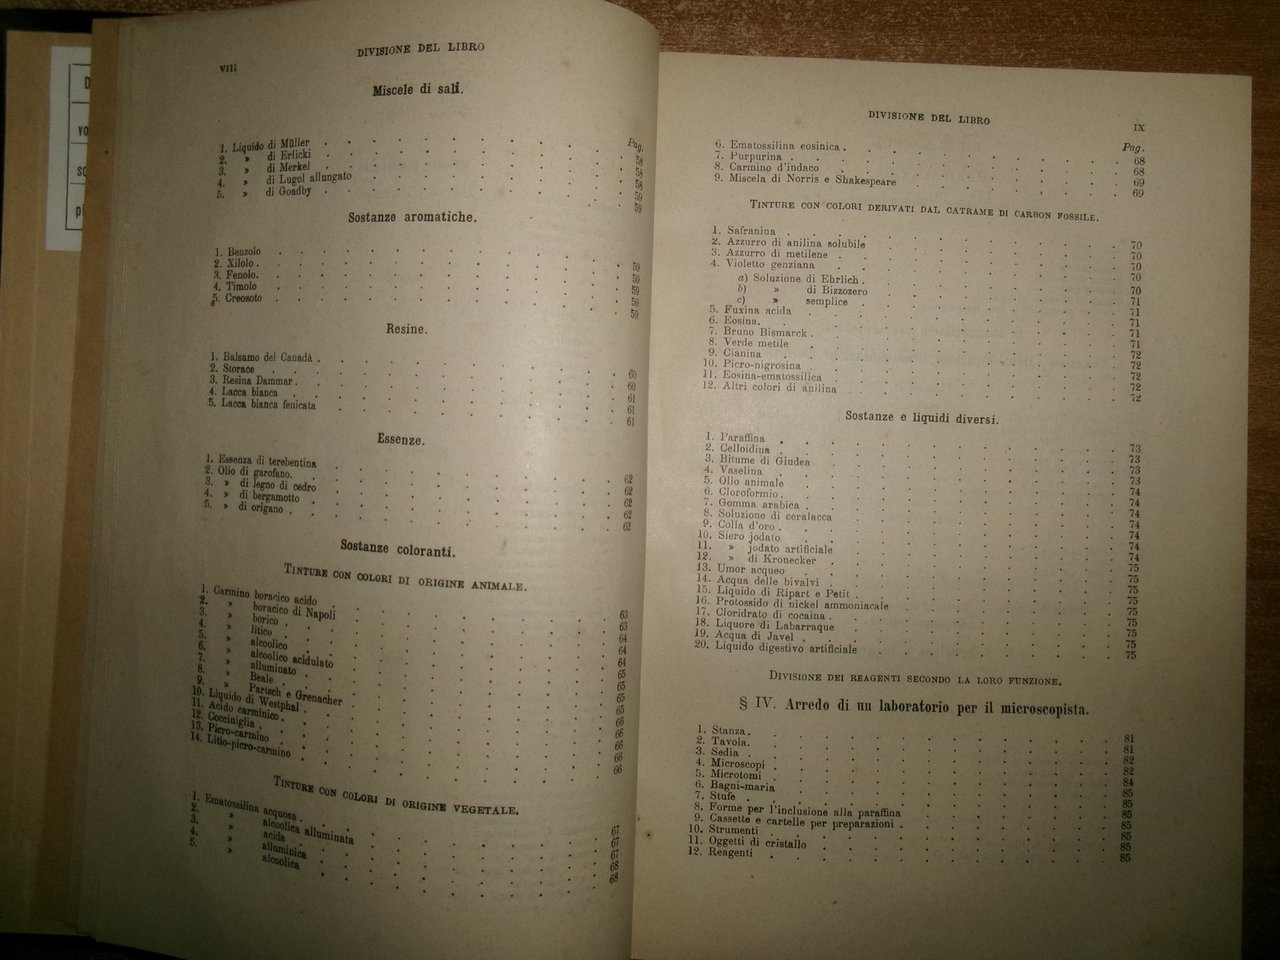 D
vo
sc
p
VIII
DIVISIONE DEL LIBRO
Miscele di sali.
Pag.
1. Liquido di Müller . . . . . . . . . . . 58
2. » di Erlicki . . . . . . . . . . . 58
3. » di Merkel . . . . . . . . . . . 58
4. » di Lugol allungato . . . . . . . . . . 59
5. » di Goadby . . . . . . . . . . . 59
Sostanze aromatiche.
1. Benzolo . . . . . . . . . . . . 59
2. Xilolo . . . . . . . . . . . . 59
3. Fenolo. . . . . . . . . . . . 59
4. Timolo . . . . . . . . . . . . 59
5. Creosoto . . . . . . . . . . . . 59
Resine.
1. Balsamo del Canadà . . . . . . . . . . 60
2. Storace . . . . . . . . . . . . 60
3. Resina Dammar. . . . . . . . . . . 61
4. Lacca bianca . . . . . . . . . . . 61
5. Lacca bianca fenicata . . . . . . . . . . 61
Essenze.
1. Essenza di terebentina . . . . . . . . . . 62
2. Olio di garofano. . . . . . . . . . . 62
3. » di legno di cedro . . . . . . . . . . 62
4. » di bergamotto . . . . . . . . . . 62
5. » di origano . . . . . . . . . . . 62
Sostanze coloranti.
TINTURE CON COLORI DI ORIGINE ANIMALE.
1. Carmino boracico acido . . . . . . . . . . 63
2. » boracico di Napoli . . . . . . . . . . 63
3. » borico . . . . . . . . . . . 64
4. » litico . . . . . . . . . . . 64
5. » alcoolico . . . . . . . . . . . 64
6. » alcoolico acidulato . . . . . . . . . . 65
7. » alluminato . . . . . . . . . . . 65
8. » Beale . . . . . . . . . . . 65
9. » Partsch e Grenacher . . . . . . . . . 65
10. Liquido di Westphal . . . . . . . . . . 66
11. Acido carminico . . . . . . . . . . . 66
12. Cocciniglia . . . . . . . . . . . 66
13. Picro-carmino . . . . . . . . . . . 66
14. Litio-picro-carmino . . . . . . . . . . 66
TINTURE CON COLORI DI ORIGINE VEGETALE.
1. Ematossilina acquosa . . . . . . . . . . 67
2. » alcoolica alluminata . . . . . . . . . 67
3. » acida . . . . . . . . . . 67
4. » alluminica . . . . . . . . . . 68
5. » alcoolica . . . . . . . . . . 68
DIVISIONE DEL LIBRO
IX
Pag.
6. Ematossilina eosinica . . . . . . . . . . 68
7. Purpurina . . . . . . . . . . . 68
8. Carmino d'indaco . . . . . . . . . . 69
9. Miscela di Norris e Shakespeare . . . . . . . 69
TINTURE CON COLORI DERIVATI DAL CATRAME DI CARBON FOSSILE.
1. Safranina . . . . . . . . . . . 70
2. Azzurro di anilina solubile . . . . . . . . 70
3. Azzurro di metilene . . . . . . . . . . 70
4. Violetto genziana . . . . . . . . . . 70
a) Soluzione di Ehrlich . . . . . . . . . 70
b) » di Bizzozero . . . . . . . . 71
c) » semplice . . . . . . . . . 71
5. Fuxina acida . . . . . . . . . . . 71
6. Eosina. . . . . . . . . . . . 71
7. Bruno Bismarck . . . . . . . . . . . 71
8. Verde metile . . . . . . . . . . . 72
9. Cianina . . . . . . . . . . . 72
10. Picro-nigrosina . . . . . . . . . . . 72
11. Eosina-ematossilica . . . . . . . . . . 72
12. Altri colori di anilina . . . . . . . . . 72
Sostanze e liquidi diversi.
1. Paraffina . . . . . . . . . . . 73
2. Celloidina . . . . . . . . . . . 73
3. Bitume di Giudea . . . . . . . . . . 73
4. Vaselina . . . . . . . . . . . 73
5. Olio animale . . . . . . . . . . . 74
6. Cloroformio . . . . . . . . . . . 74
7. Gomma arabica . . . . . . . . . . . 74
8. Soluzione di ceralacca . . . . . . . . . 74
9. Colla d'oro . . . . . . . . . . . 74
10. Siero jodato . . . . . . . . . . . 74
11. » jodato artificiale . . . . . . . . . 74
12. » di Kronecker . . . . . . . . . . 75
13. Umor acqueo . . . . . . . . . . . 75
14. Acqua delle bivalvi . . . . . . . . . . 75
15. Liquido di Ripart e Petit . . . . . . . . . 75
16. Protossido di nickel ammoniacale . . . . . . . 75
17. Cloridrato di cocaina . . . . . . . . . . 75
18. Liquore di Labarraque . . . . . . . . . 75
19. Acqua di Javel . . . . . . . . . . . 75
20. Liquido digestivo artificiale . . . . . . . . 75
DIVISIONE DEI REAGENTI SECONDO LA LORO FUNZIONE.
§ IV. Arredo di un laboratorio per il microscopista.
1. Stanza. . . . . . . . . . . . 81
2. Tavola. . . . . . . . . . . . 81
3. Sedia . . . . . . . . . . . . 82
4. Microscopi . . . . . . . . . . . 82
5. Microtomi . . . . . . . . . . . 84
6. Bagni-maria . . . . . . . . . . . 85
7. Stufe . . . . . . . . . . . . 85
8. Forme per l'inclusione alla paraffina . . . . . . 85
9. Cassette e cartelle per preparazioni . . . . . . 85
10. Strumenti . . . . . . . . . . . 85
11. Oggetti di cristallo . . . . . . . . . . 85
12. Reagenti . . . . . . . . . . . 85